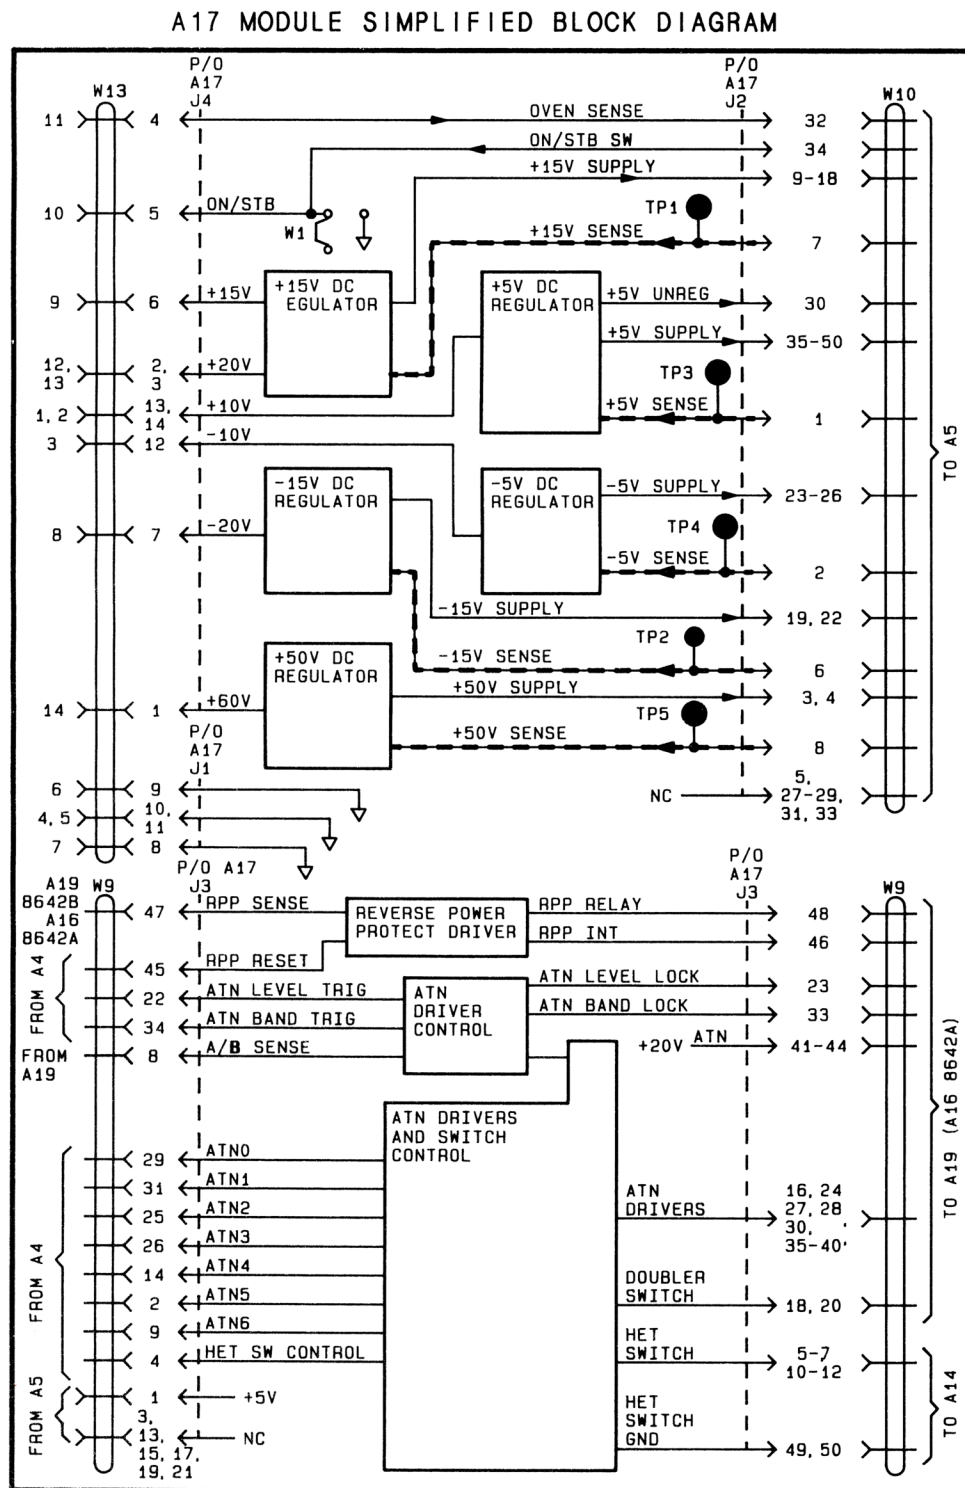 A17 MODULE SIMPLIFIED BLOCK DIAGRAM
P/O
A17
J4
P/O
A17
J2
W13
W10
11
4
OVEN SENSE
32
ON/STB SW
34
+15V SUPPLY
9-18
10
5
ON/STB
W1
TP1
+15V SENSE
7
9
6
+15V
+15V DC
EGULATOR
+5V DC
REGULATOR
+5V UNREG
30
+5V SUPPLY
35-50
12,
13
2,
3
+20V
TP3
1, 2
13,
14
+10V
+5V SENSE
1
3
12
-10V
TO A5
-15V DC
REGULATOR
-5V DC
REGULATOR
-5V SUPPLY
23-26
8
7
-20V
TP4
-5V SENSE
2
-15V SUPPLY
19, 22
+50V DC
REGULATOR
TP2
-15V SENSE
6
+50V SUPPLY
3, 4
14
1
+60V
TP5
+50V SENSE
8
P/O
A17
J1
6
9
NC
5,
27-29,
31, 33
4, 5
10,
11
7
8
P/O A17
J3
P/O
A17
J3
A19
8642B
A16
8642A
W9
W9
47
RPP SENSE
REVERSE POWER
PROTECT DRIVER
RPP RELAY
48
RPP INT
46
45
RPP RESET
FROM A4
22
ATN LEVEL TRIG
ATN
DRIVER
CONTROL
ATN LEVEL LOCK
23
34
ATN BAND TRIG
ATN BAND LOCK
33
FROM
A19
8
A/B SENSE
+20V ATN
41-44
TO A19 (A16 8642A)
ATN DRIVERS
AND SWITCH
CONTROL
29
ATN0
31
ATN1
25
ATN2
26
ATN3
14
ATN4
2
ATN5
9
ATN6
4
HET SW CONTROL
FROM A4
ATN
DRIVERS
16, 24
27, 28
30,
35-40
DOUBLER
SWITCH
18, 20
HET
SWITCH
5-7
10-12
FROM A5
1
+5V
3,
13,
15, 17,
19, 21
NC
HET
SWITCH
GND
49, 50
TO A14